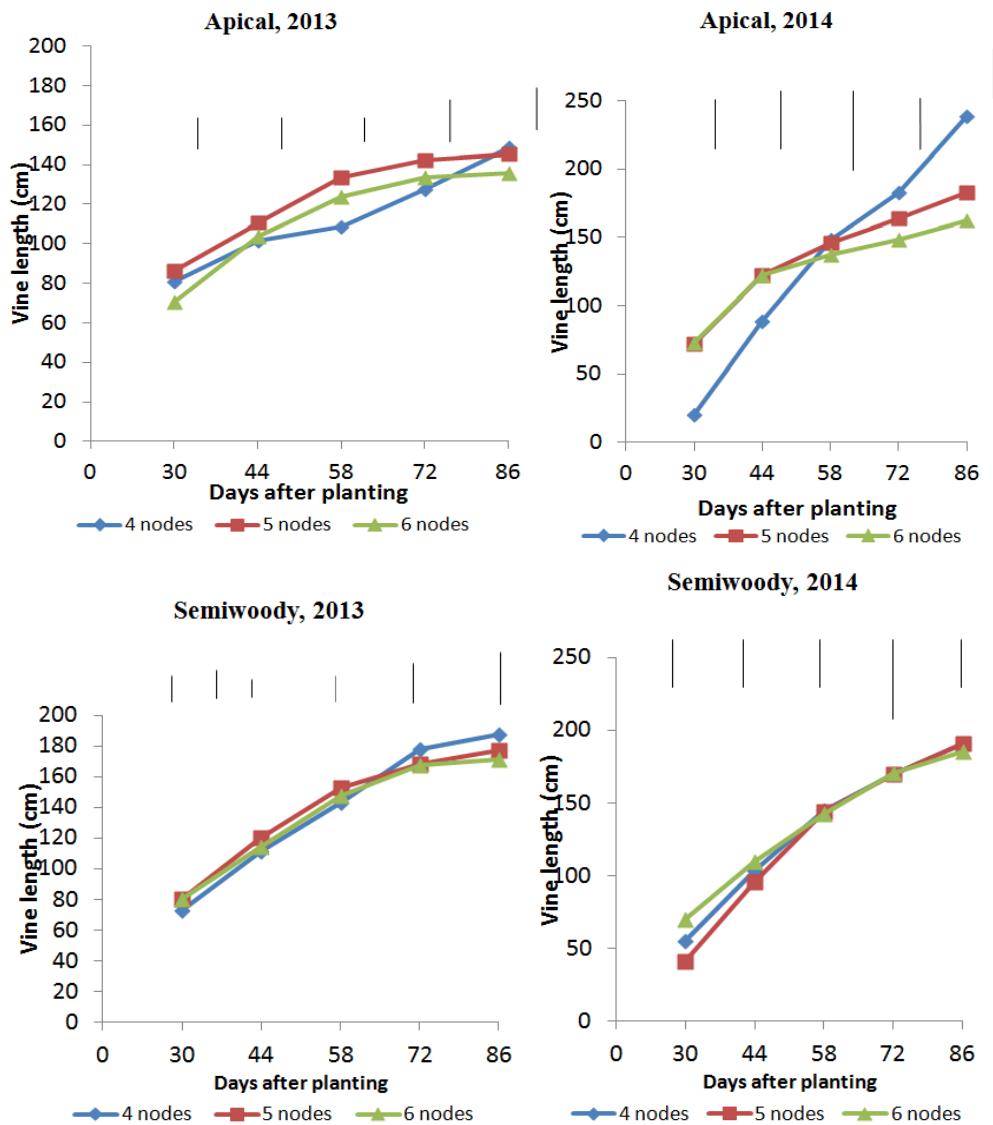 Apical, 2013
200
180
160
140
120
100
80
60
40
20
0
Vine length (cm)
0 30 44 58 72 86
Days after planting
4 nodes 5 nodes 6 nodes
Apical, 2014
250
200
150
100
50
0
Vine length (cm)
0 30 44 58 72 86
Days after planting
4 nodes 5 nodes 6 nodes
Semiwoody, 2013
200
180
160
140
120
100
80
60
40
20
0
Vine length (cm)
0 30 44 58 72 86
Days after planting
4 nodes 5 nodes 6 nodes
Semiwoody, 2014
250
200
150
100
50
0
Vine length (cm)
0 30 44 58 72 86
Days after planting
4 nodes 5 nodes 6 nodes